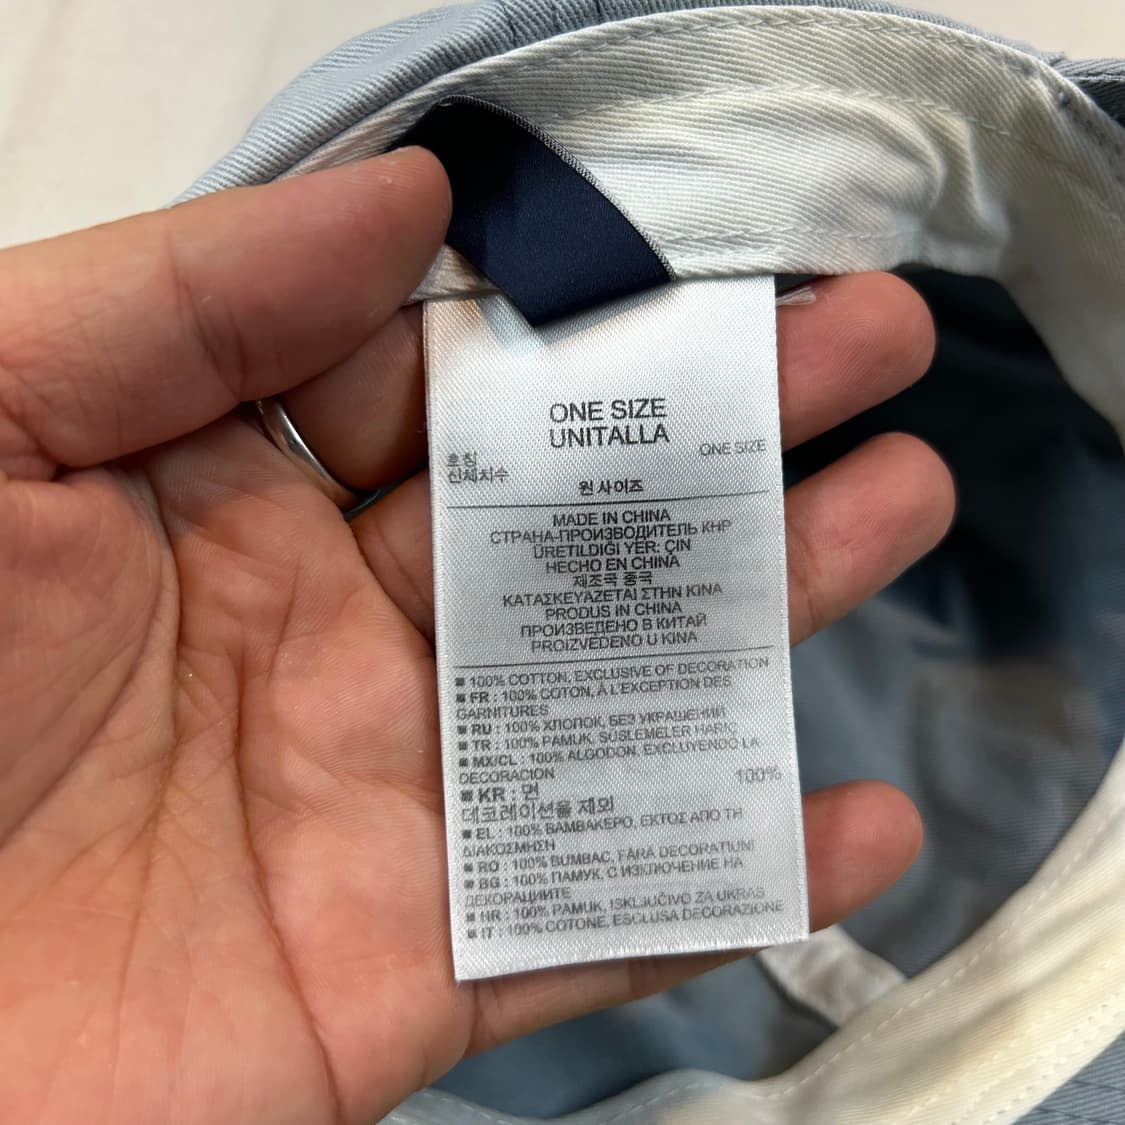 ONE SIZE
UNITALLA
호칭 ONE SIZE
신체치수
원사이즈
MADE IN CHINA
СТРАНА-ПРОИЗВОДИТЕЛЬ КНР
ÜRETILDIĞI YER: ÇIN
HECHO EN CHINA
제조국 중국
ΚΑΤΑΣΚΕΥΑΖΕΤΑΙ ΣΤΗΝ ΚΙΝΑ
PRODUS IN CHINA
ПРОИЗВЕДЕНО В КИТАЙ
PROIZVEDENO U KINA
■ 100% COTTON, EXCLUSIVE OF DECORATION
■ FR : 100% COTON, À L'EXCEPTION DES
GARNITURES
■ RU : 100% ХЛОПОК, БЕЗ УКРАШЕНИЙ
■ TR : 100% PAMUK, SUSLEMELER HARIC
■ MX/CL : 100% ALGODON, EXCLUYENDO LA
DECORACION
■ KR : 면 100%
데코레이션을 제외
■ EL : 100% ΒΑΜΒΑΚΕΡΟ, ΕΚΤΟΣ ΑΠΟ ΤΗ
ΔΙΑΚΟΣΜΗΣΗ
■ RO : 100% BUMBAC, FĂRĂ DECORATIUNI
■ BG : 100% ПАМУК, С ИЗКЛЮЧЕНИЕ НА
ДЕКОРАЦИИТЕ
■ HR : 100% PAMUK, ISKLJUČIVO ZA UKRAS
■ IT : 100% COTONE, ESCLUSA DECORAZIONE